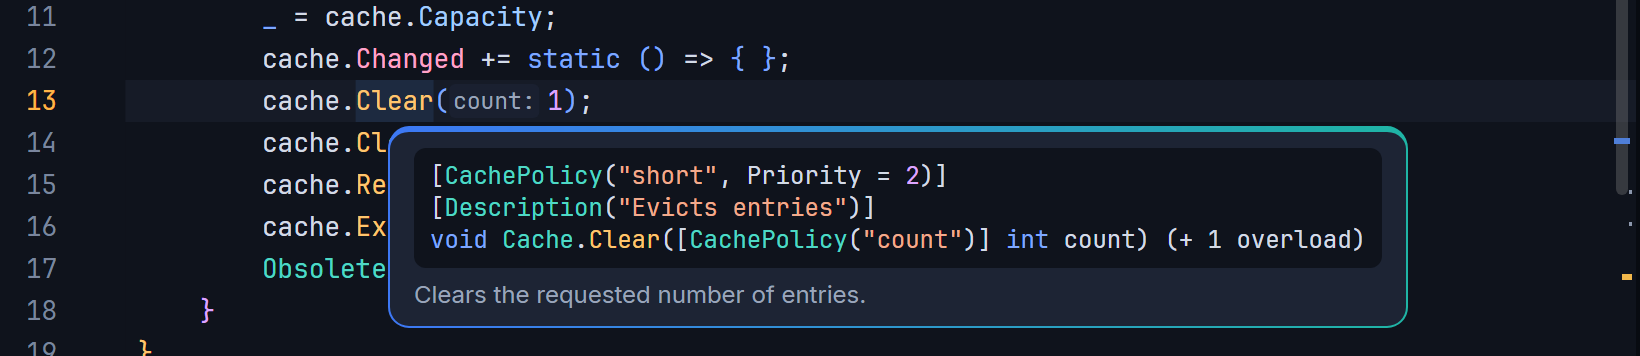 11 _ = cache.Capacity;
12 cache.Changed += static () => { };
13 cache.Clear(count: 1);
14 cache.Cl
[CachePolicy("short", Priority = 2)]
15 cache.Re
[Description("Evicts entries")]
16 cache.Ex
void Cache.Clear([CachePolicy("count")] int count) (+ 1 overload)
17 Obsolete
Clears the requested number of entries.
18 }
19 }